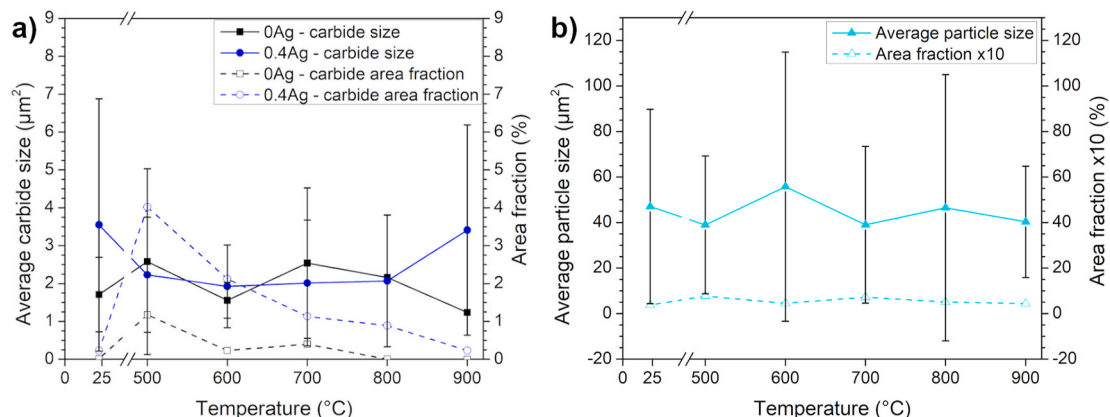 a)
0Ag - carbide size
0.4Ag - carbide size
0Ag - carbide area fraction
0.4Ag - carbide area fraction
Average carbide size (µm²)
9
8
7
6
5
4
3
2
1
0
Area fraction (%)
9
8
7
6
5
4
3
2
1
0
0 25 500 600 700 800 900
Temperature (°C)
b)
Average particle size
Area fraction x10
Average particle size (µm²)
120
100
80
60
40
20
0
-20
Area fraction x10 (%)
120
100
80
60
40
20
0
-20
0 25 500 600 700 800 900
Temperature (°C)